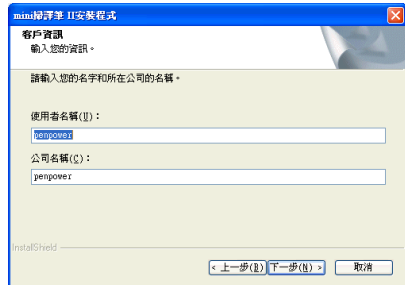 mini掃譯筆 II安裝程式
客戶資訊
輸入您的資訊。
請輸入您的名字和所在公司的名稱。
使用者名稱(U)：
penpower
公司名稱(C)：
penpower
InstallShield
< 上一步(B) 下一步(N) > 取消